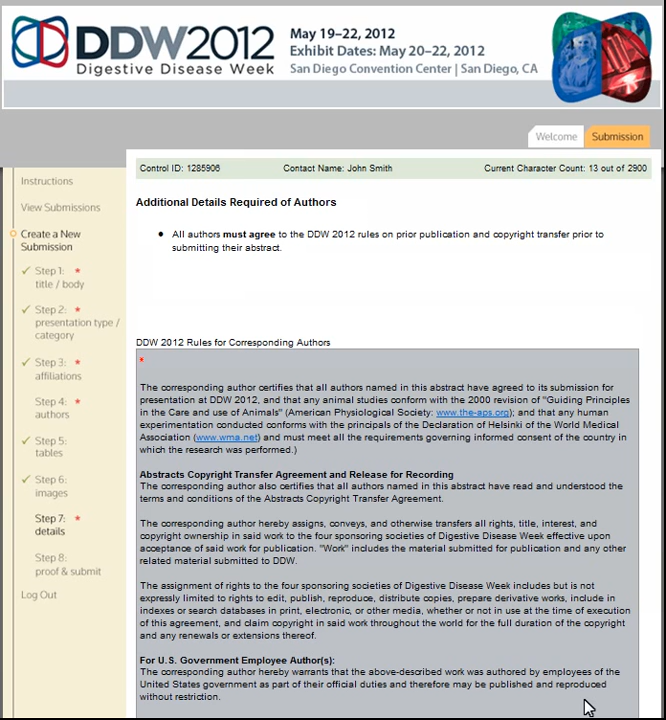 DDW2012
Digestive Disease Week
May 19–22, 2012
Exhibit Dates: May 20–22, 2012
San Diego Convention Center | San Diego, CA
Welcome
Submission
Control ID: 1285906
Contact Name: John Smith
Current Character Count: 13 out of 2900
Instructions
View Submissions
Create a New
Submission
Step 1: *
title / body
Step 2: *
presentation type /
category
Step 3: *
affiliations
Step 4: *
authors
Step 5:
tables
Step 6:
images
Step 7: *
details
Step 8:
proof & submit
Log Out
Additional Details Required of Authors
• All authors must agree to the DDW 2012 rules on prior publication and copyright transfer prior to
submitting their abstract.
DDW 2012 Rules for Corresponding Authors
*
The corresponding author certifies that all authors named in this abstract have agreed to its submission for
presentation at DDW 2012, and that any animal studies conform with the 2000 revision of "Guiding Principles
in the Care and use of Animals" (American Physiological Society: www.the-aps.org); and that any human
experimentation conducted conforms with the principals of the Declaration of Helsinki of the World Medical
Association (www.wma.net) and must meet all the requirements governing informed consent of the country in
which the research was performed.)
Abstracts Copyright Transfer Agreement and Release for Recording
The corresponding author also certifies that all authors named in this abstract have read and understood the
terms and conditions of the Abstracts Copyright Transfer Agreement.
The corresponding author hereby assigns, conveys, and otherwise transfers all rights, title, interest, and
copyright ownership in said work to the four sponsoring societies of Digestive Disease Week effective upon
acceptance of said work for publication. "Work" includes the material submitted for publication and any other
related material submitted to DDW.
The assignment of rights to the four sponsoring societies of Digestive Disease Week includes but is not
expressly limited to rights to edit, publish, reproduce, distribute copies, prepare derivative works, include in
indexes or search databases in print, electronic, or other media, whether or not in use at the time of execution
of this agreement, and claim copyright in said work throughout the world for the full duration of the copyright
and any renewals or extensions thereof.
For U.S. Government Employee Author(s):
The corresponding author hereby warrants that the above-described work was authored by employees of the
United States government as part of their official duties and therefore may be published and reproduced
without restriction.